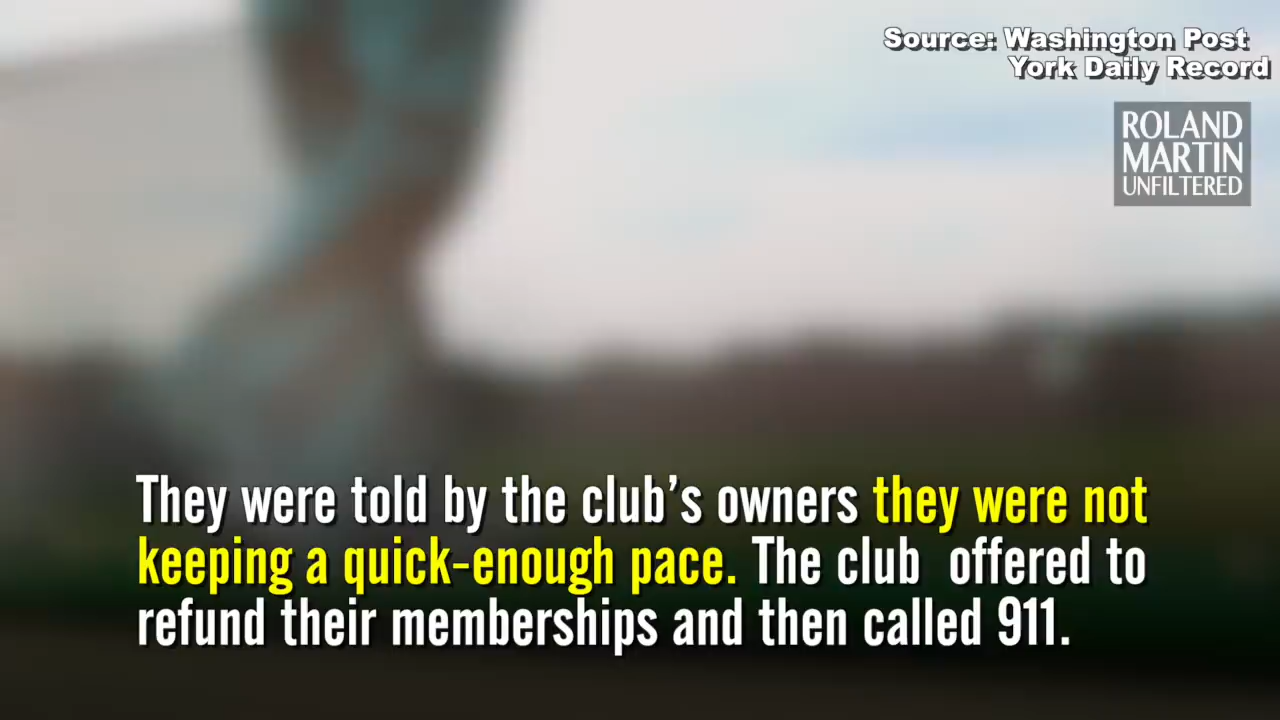 Source: Washington Post
York Daily Record
ROLAND
MARTIN
UNFILTERED
They were told by the club’s owners they were not
keeping a quick-enough pace. The club offered to
refund their memberships and then called 911.